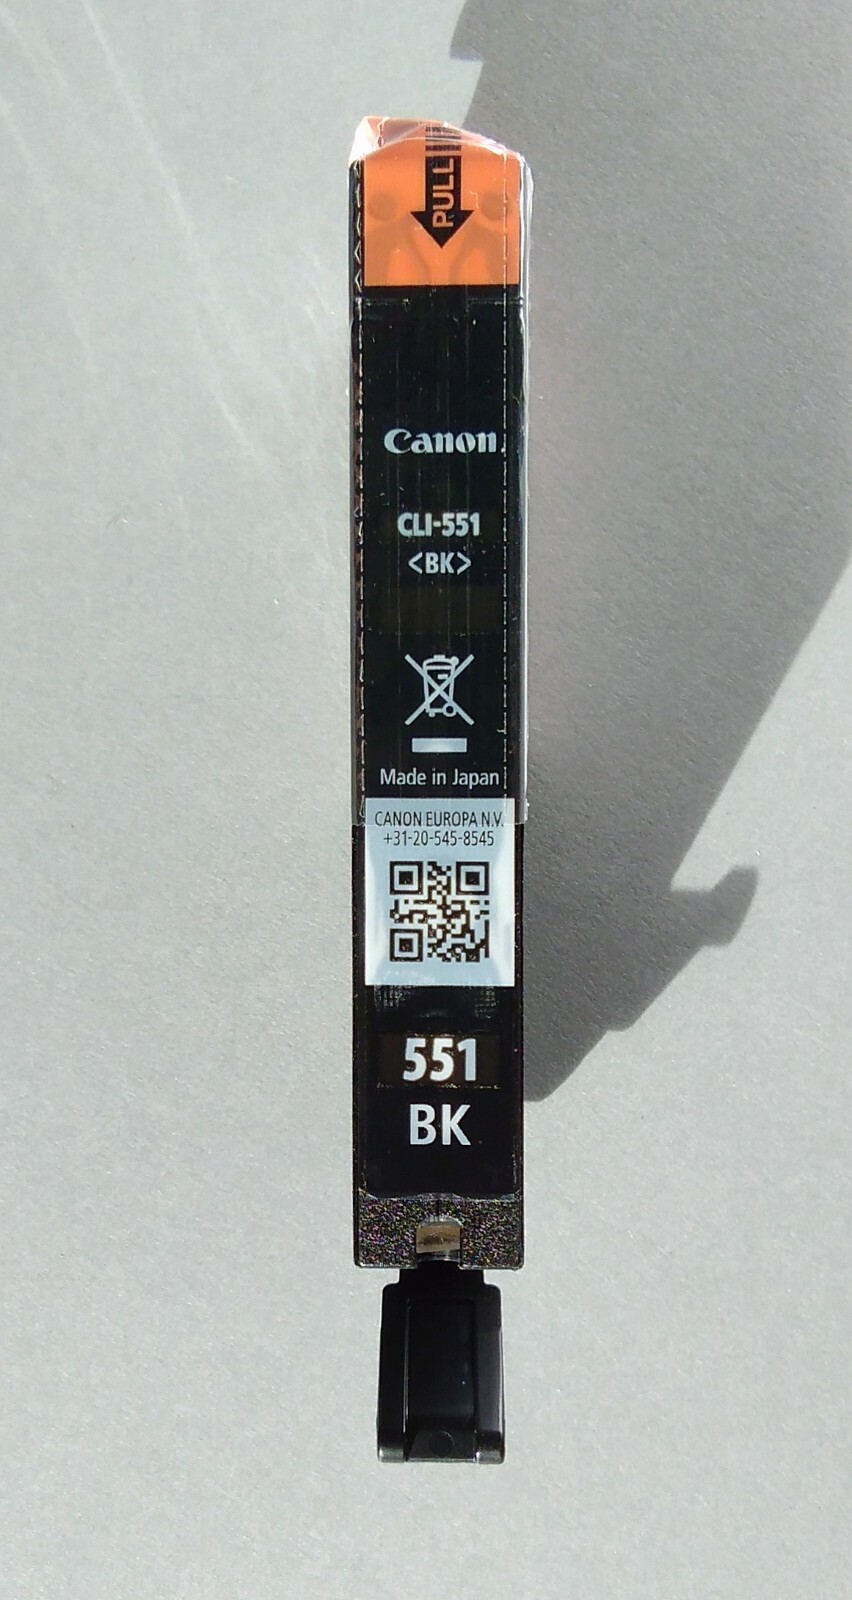 PULL
Canon
CLI-551
<BK>
Made in Japan
CANON EUROPA N.V.
+31-20-545-8545
551
BK